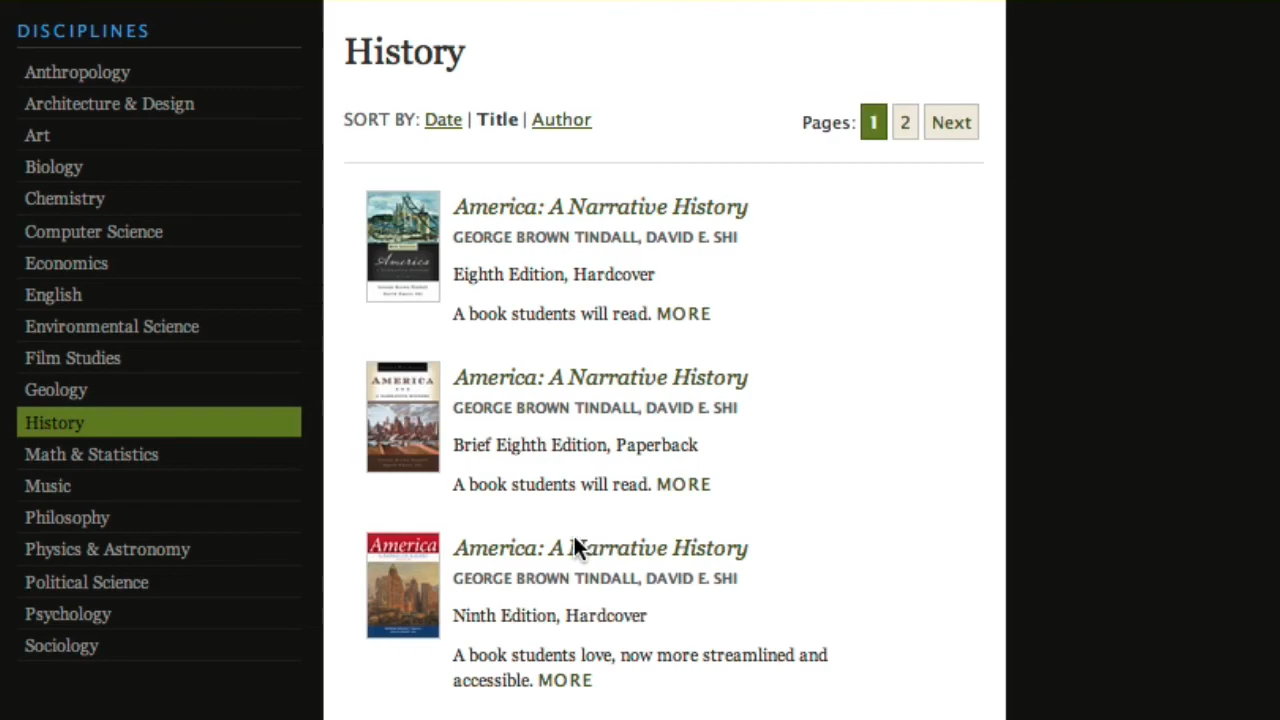 DISCIPLINES
Anthropology
Architecture & Design
Art
Biology
Chemistry
Computer Science
Economics
English
Environmental Science
Film Studies
Geology
History
Math & Statistics
Music
Philosophy
Physics & Astronomy
Political Science
Psychology
Sociology
History
SORT BY: Date | Title | Author
Pages: 1 2 Next
America
America: A Narrative History
GEORGE BROWN TINDALL, DAVID E. SHI
Eighth Edition, Hardcover
A book students will read. MORE
AMERICA
America: A Narrative History
GEORGE BROWN TINDALL, DAVID E. SHI
Brief Eighth Edition, Paperback
A book students will read. MORE
America
America: A Narrative History
GEORGE BROWN TINDALL, DAVID E. SHI
Ninth Edition, Hardcover
A book students love, now more streamlined and
accessible. MORE